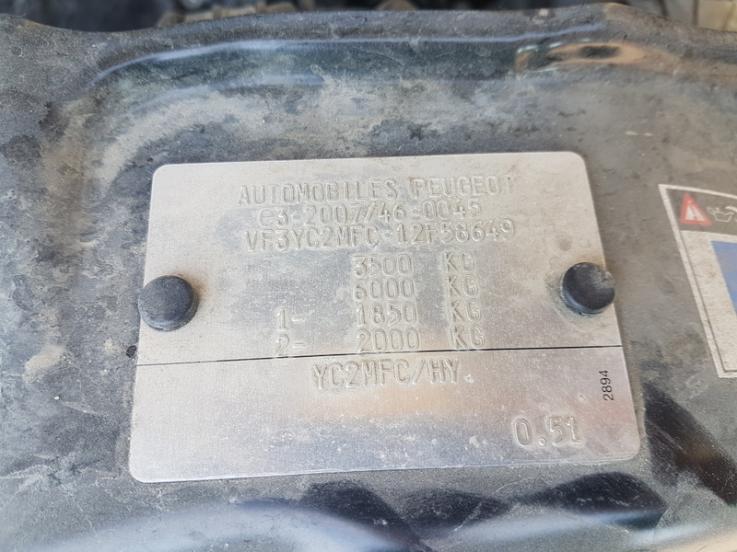 AUTOMOBILES PEUGEOT
e3-2007/46-0045
VF3YC2MFC-12F58649
3500 KG
6000 KG
1- 1850 KG
2- 2000 KG
YC2MFC/HY
2894
0.51